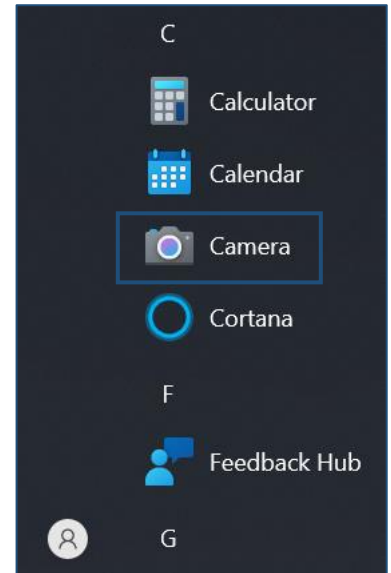 C
Calculator
Calendar
Camera
Cortana
F
Feedback Hub
G